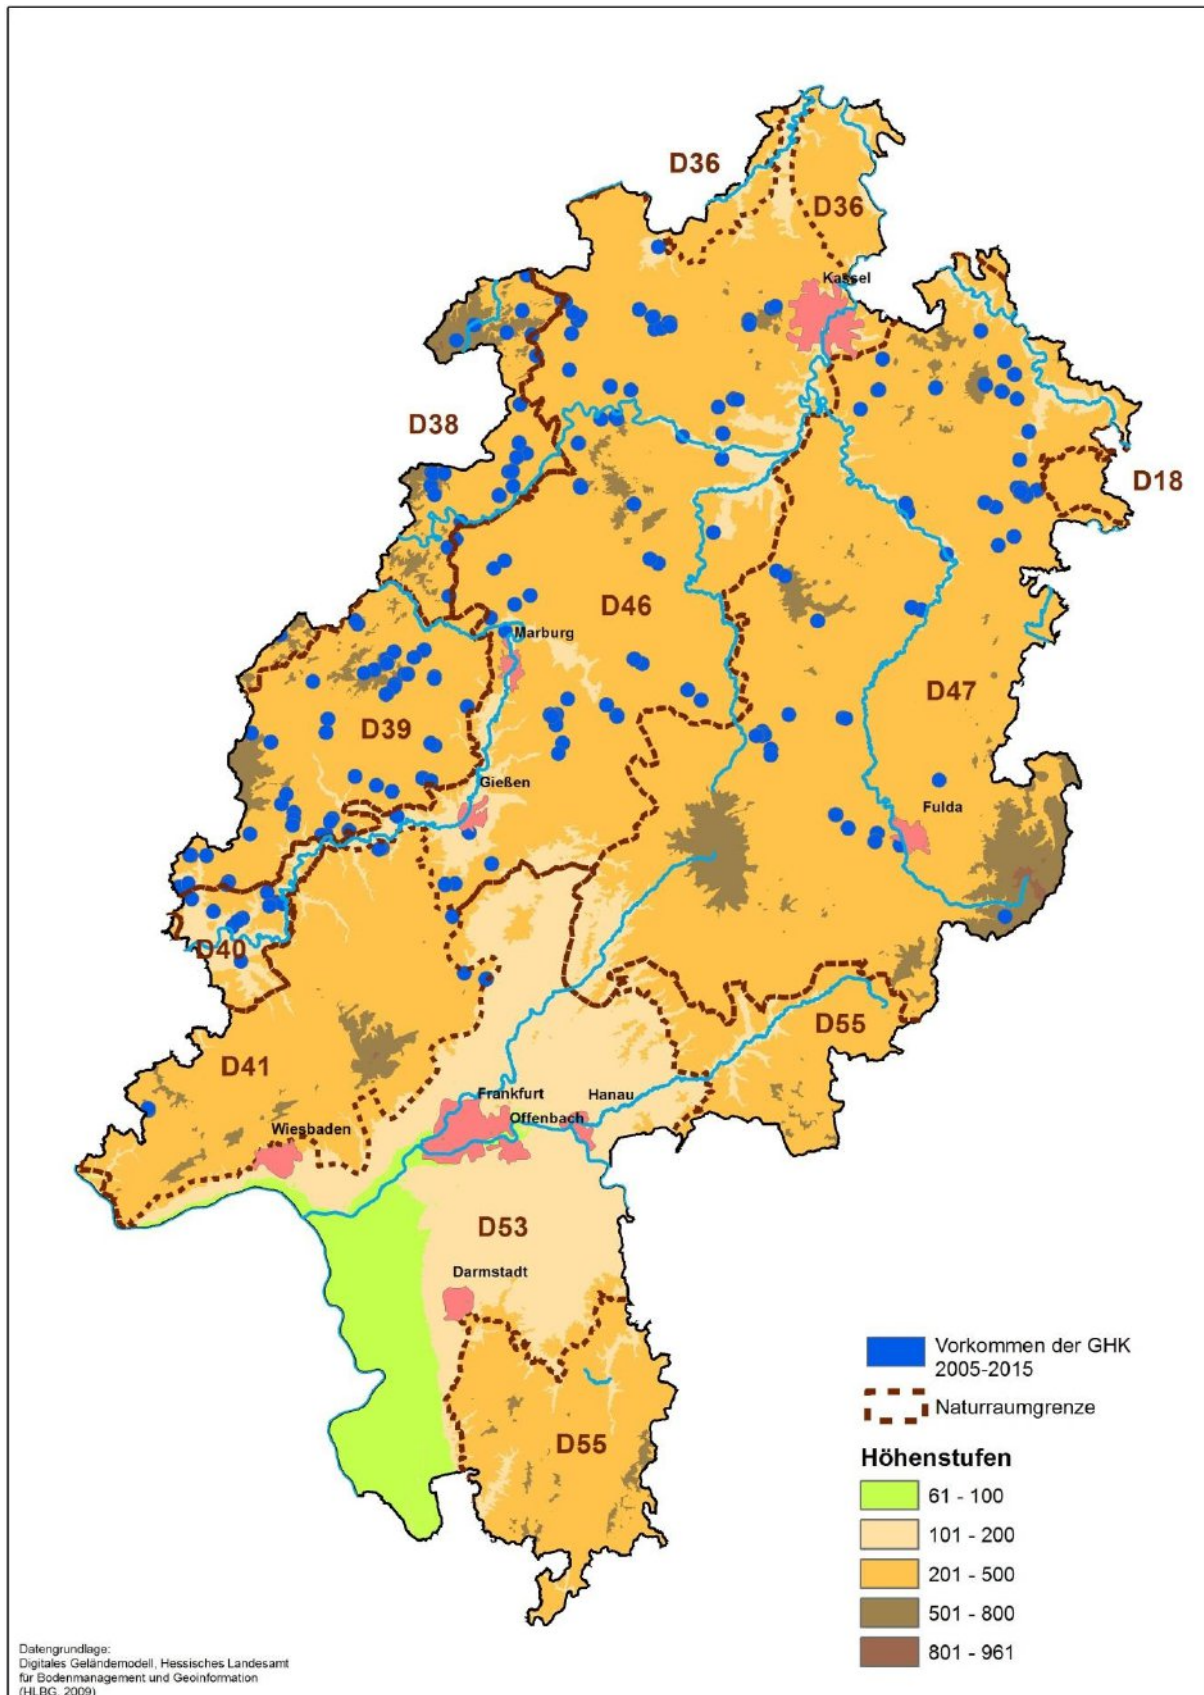 D36
D36
Kassel
D38
D18
D46
Marburg
D47
D39
Gießen
Fulda
D40
D55
D41
Frankfurt
Hanau
Offenbach
Wiesbaden
D53
Darmstadt
D55
Vorkommen der GHK
2005-2015
Naturraumgrenze
Höhenstufen
61 - 100
101 - 200
201 - 500
501 - 800
801 - 961
Datengrundlage:
Digitales Geländemodell, Hessisches Landesamt
für Bodenmanagement und Geoinformation
(HLBG, 2009)